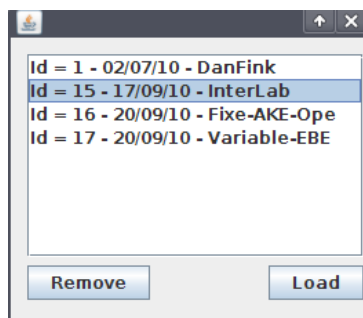 Id = 1 - 02/07/10 - DanFink
Id = 15 - 17/09/10 - InterLab
Id = 16 - 20/09/10 - Fixe-AKE-Ope
Id = 17 - 20/09/10 - Variable-EBE
Remove
Load